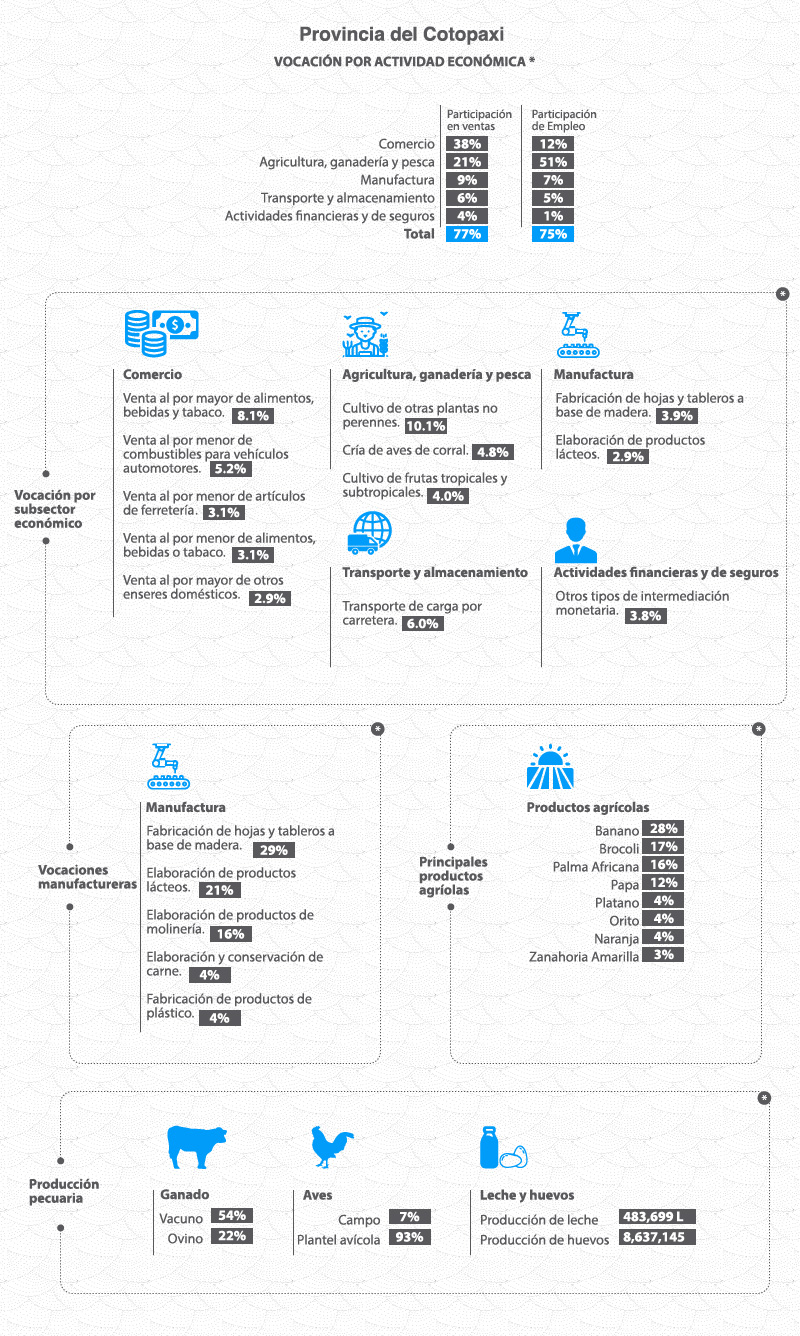 Provincia del Cotopaxi
VOCACIÓN POR ACTIVIDAD ECONÓMICA *
Participación
en ventas
Participación
de Empleo
Comercio 38% 12%
Agricultura, ganadería y pesca 21% 51%
Manufactura 9% 7%
Transporte y almacenamiento 6% 5%
Actividades financieras y de seguros 4% 1%
Total 77% 75%
*
Vocación por
subsector
económico
Comercio
Venta al por mayor de alimentos,
bebidas y tabaco. 8.1%
Venta al por menor de
combustibles para vehículos
automotores. 5.2%
Venta al por menor de artículos
de ferretería. 3.1%
Venta al por menor de alimentos,
bebidas o tabaco. 3.1%
Venta al por mayor de otros
enseres domésticos. 2.9%
Agricultura, ganadería y pesca
Cultivo de otras plantas no
perennes. 10.1%
Cría de aves de corral. 4.8%
Cultivo de frutas tropicales y
subtropicales. 4.0%
Manufactura
Fabricación de hojas y tableros a
base de madera. 3.9%
Elaboración de productos
lácteos. 2.9%
Transporte y almacenamiento
Transporte de carga por
carretera. 6.0%
Actividades financieras y de seguros
Otros tipos de intermediación
monetaria. 3.8%
*
Vocaciones
manufactureras
Manufactura
Fabricación de hojas y tableros a
base de madera. 29%
Elaboración de productos
lácteos. 21%
Elaboración de productos de
molinería. 16%
Elaboración y conservación de
carne. 4%
Fabricación de productos de
plástico. 4%
*
Principales
productos
agríolas
Productos agrícolas
Banano 28%
Brocoli 17%
Palma Africana 16%
Papa 12%
Platano 4%
Orito 4%
Naranja 4%
Zanahoria Amarilla 3%
*
Producción
pecuaria
Ganado
Vacuno 54%
Ovino 22%
Aves
Campo 7%
Plantel avícola 93%
Leche y huevos
Producción de leche 483,699 L
Producción de huevos 8,637,145